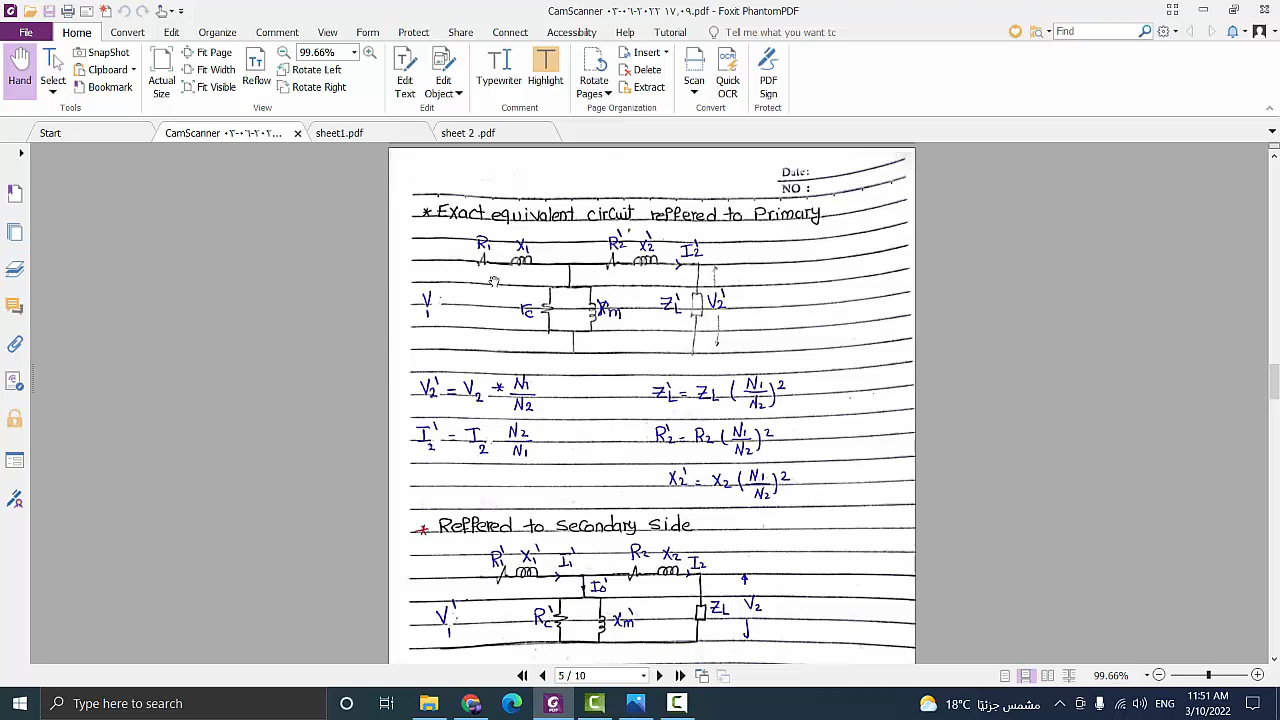 CamScanner ٠٣-٠٦-٢٠٢٢ ١٧,٠٩.pdf - Foxit PhantomPDF
File Home Convert Edit Organize Comment View Form Protect Share Connect Accessibility Help Tutorial Tell me what you want to c Find
Hand Select SnapShot Clipboard Bookmark Actual Size Fit Page Fit Width Fit Visible Reflow 99.66% Rotate Left Rotate Right Edit Text Edit Object Typewriter Highlight Rotate Pages Insert Delete Extract Scan Quick OCR PDF Sign
Tools View Edit Comment Page Organization Convert Protect
Start sheet1.pdf sheet 2 .pdf
Date:
NO :
* Exact equivalent circuit reffered to Primary
R1 X1 R2' X2' I2'
V1 rc Xm ZL' V2'
V2' = V2 * N1/N2 ZL' = ZL (N1/N2)^2
I2' = I2 N2/N1 R2' = R2 (N1/N2)^2
X2' = X2 (N1/N2)^2
* Reffered to secondary side
R1' X1' I1' R2 X2 I2
I0'
V1' Rc' Xm' ZL V2
5 / 10 99.66%
Type here to search 18°C مشمس جزئيًا ENG 11:51 AM
3/10/2022